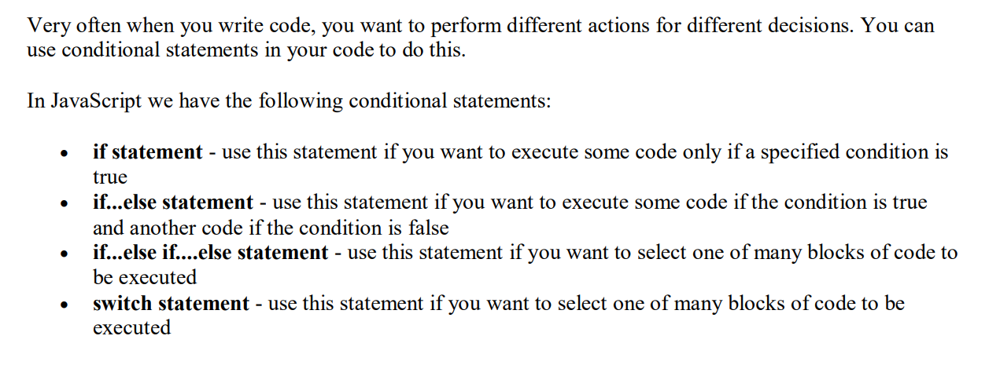 Very often when you write code, you want to perform different actions for different decisions. You can
use conditional statements in your code to do this.
In JavaScript we have the following conditional statements:
• if statement - use this statement if you want to execute some code only if a specified condition is
true
• if...else statement - use this statement if you want to execute some code if the condition is true
and another code if the condition is false
• if...else if....else statement - use this statement if you want to select one of many blocks of code to
be executed
• switch statement - use this statement if you want to select one of many blocks of code to be
executed